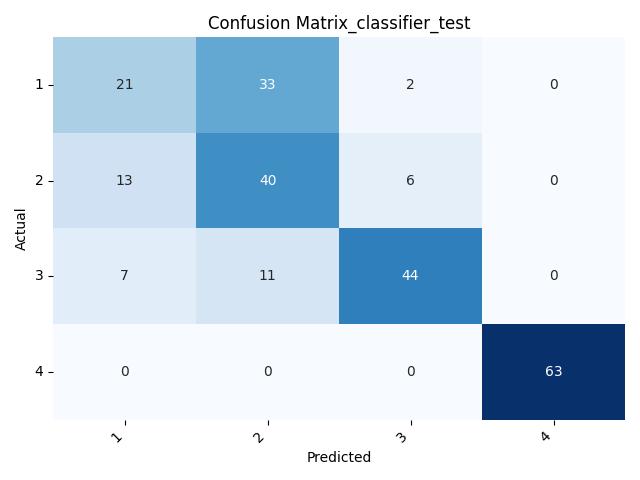 Confusion Matrix_classifier_test
Actual
1 21 33 2 0
2 13 40 6 0
3 7 11 44 0
4 0 0 0 63
1 2 3 4
Predicted